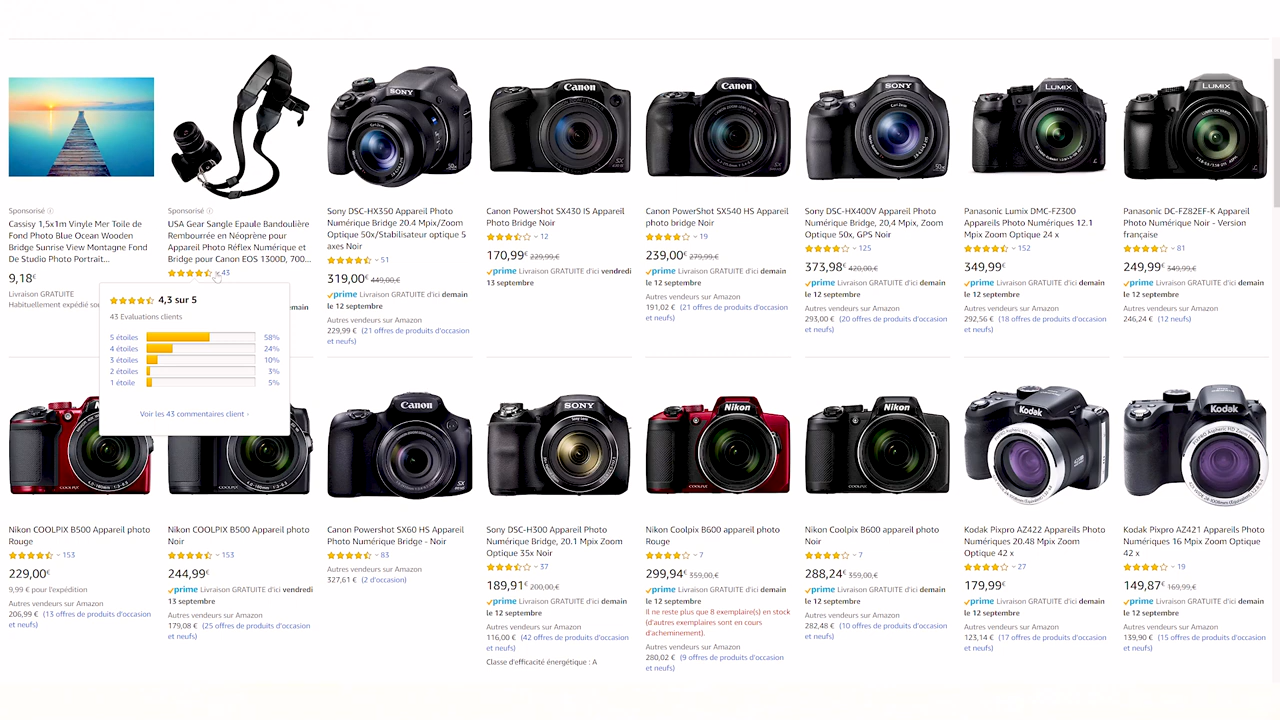 SONY
Canon
Canon
SONY
LUMIX
LUMIX
Sponsorisé
Cassisy 1,5x1m Vinyle Mer Toile de
Fond Photo Blue Ocean Wooden
Bridge Sunrise View Montagne Fond
De Studio Photo Portrait...
9,18€
Livraison GRATUITE
Sponsorisé
USA Gear Sangle Epaule Bandoulière
Rembourrée en Néoprène pour
Appareil Photo Réflex Numérique et
Bridge pour Canon EOS 1300D, 700...
43
4,3 sur 5
43 Evaluations clients
5 étoiles 58%
4 étoiles 24%
3 étoiles 10%
2 étoiles 3%
1 étoile 5%
Voir les 43 commentaires client ›
Sony DSC-HX350 Appareil Photo
Numérique Bridge 20.4 Mpix/Zoom
Optique 50x/Stabilisateur optique 5
axes Noir
51
319,00€ 449,00€
prime Livraison GRATUITE d'ici demain
le 12 septembre
Autres vendeurs sur Amazon
229,99 € (21 offres de produits d'occasion
et neufs)
Canon Powershot SX430 IS Appareil
photo Bridge Noir
12
170,99€ 229,99€
prime Livraison GRATUITE d'ici vendredi
13 septembre
Canon PowerShot SX540 HS Appareil
photo bridge Noir
19
239,00€ 279,99€
prime Livraison GRATUITE d'ici demain
le 12 septembre
Autres vendeurs sur Amazon
191,02 € (21 offres de produits d'occasion
et neufs)
Sony DSC-HX400V Appareil Photo
Numérique Bridge, 20,4 Mpix, Zoom
Optique 50x, GPS Noir
125
373,98€ 420,00€
prime Livraison GRATUITE d'ici demain
le 12 septembre
Autres vendeurs sur Amazon
293,00 € (20 offres de produits d'occasion
et neufs)
Panasonic Lumix DMC-FZ300
Appareils Photo Numériques 12.1
Mpix Zoom Optique 24 x
152
349,99€
prime Livraison GRATUITE d'ici demain
le 12 septembre
Autres vendeurs sur Amazon
292,56 € (18 offres de produits d'occasion
et neufs)
Panasonic DC-FZ82EF-K Appareil
Photo Numérique Noir - Version
française
81
249,99€ 349,99€
prime Livraison GRATUITE d'ici demain
le 12 septembre
Autres vendeurs sur Amazon
246,24 € (12 neufs)
Canon
SONY
Nikon
Nikon
Kodak
Kodak
Nikon COOLPIX B500 Appareil photo
Rouge
153
229,00€
9,99 € pour l'expédition
Autres vendeurs sur Amazon
206,99 € (13 offres de produits d'occasion
et neufs)
Nikon COOLPIX B500 Appareil photo
Noir
153
244,99€
prime Livraison GRATUITE d'ici vendredi
13 septembre
Autres vendeurs sur Amazon
179,08 € (25 offres de produits d'occasion
et neufs)
Canon Powershot SX60 HS Appareil
Photo Numérique Bridge - Noir
83
Autres vendeurs sur Amazon
327,61 € (2 d'occasion)
Sony DSC-H300 Appareil Photo
Numérique Bridge, 20.1 Mpix Zoom
Optique 35x Noir
37
189,91€ 200,00€
prime Livraison GRATUITE d'ici demain
le 12 septembre
Autres vendeurs sur Amazon
116,00 € (42 offres de produits d'occasion
et neufs)
Classe d'efficacité énergétique : A
Nikon Coolpix B600 appareil photo
Rouge
7
299,94€ 359,00€
prime Livraison GRATUITE d'ici demain
le 12 septembre
Il ne reste plus que 8 exemplaire(s) en stock
(d'autres exemplaires sont en cours
d'acheminement).
Autres vendeurs sur Amazon
280,02 € (9 offres de produits d'occasion
et neufs)
Nikon Coolpix B600 appareil photo
Noir
7
288,24€ 359,00€
prime Livraison GRATUITE d'ici demain
le 12 septembre
Autres vendeurs sur Amazon
282,48 € (10 offres de produits d'occasion
et neufs)
Kodak Pixpro AZ422 Appareils Photo
Numériques 20.48 Mpix Zoom
Optique 42 x
27
179,99€
prime Livraison GRATUITE d'ici demain
le 12 septembre
Autres vendeurs sur Amazon
123,14 € (17 offres de produits d'occasion
et neufs)
Kodak Pixpro AZ421 Appareils Photo
Numériques 16 Mpix Zoom Optique
42 x
19
149,87€ 169,99€
prime Livraison GRATUITE d'ici demain
le 12 septembre
Autres vendeurs sur Amazon
139,90 € (15 offres de produits d'occasion
et neufs)